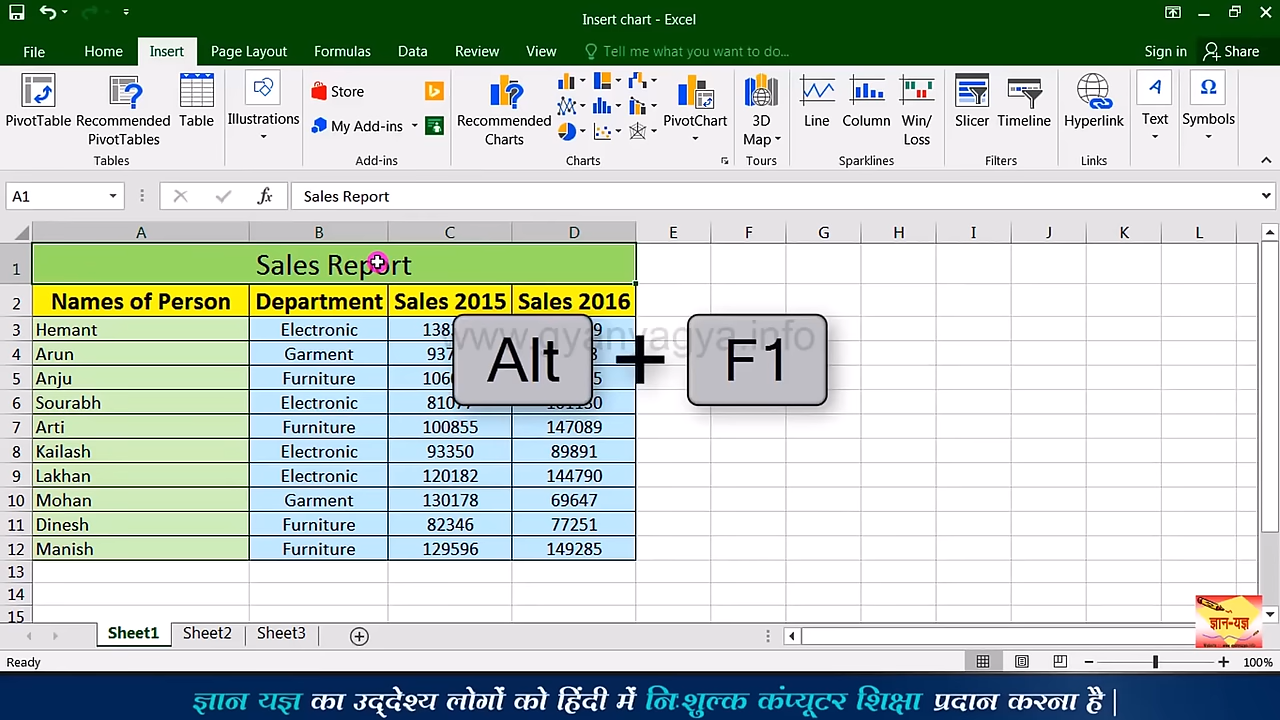 Insert chart - Excel
File Home Insert Page Layout Formulas Data Review View Tell me what you want to do... Sign in Share
PivotTable Recommended PivotTables Table Illustrations Store My Add-ins Recommended Charts PivotChart 3D Map Line Column Win/Loss Slicer Timeline Hyperlink Text Symbols
Tables Add-ins Charts Tours Sparklines Filters Links
A1 fx Sales Report
A B C D E F G H I J K L
1 Sales Report
2 Names of Person Department Sales 2015 Sales 2016
3 Hemant Electronic
www.gyanyagya.info
4 Arun Garment
Alt + F1
5 Anju Furniture
6 Sourabh Electronic
7 Arti Furniture 100855 147089
8 Kailash Electronic 93350 89891
9 Lakhan Electronic 120182 144790
10 Mohan Garment 130178 69647
11 Dinesh Furniture 82346 77251
12 Manish Furniture 129596 149285
13
14
15
ज्ञान-यज्ञ
Sheet1 Sheet2 Sheet3
Ready 100%
ज्ञान यज्ञ का उद्देश्य लोगों को हिंदी में निःशुल्क कंप्यूटर शिक्षा प्रदान करना है |